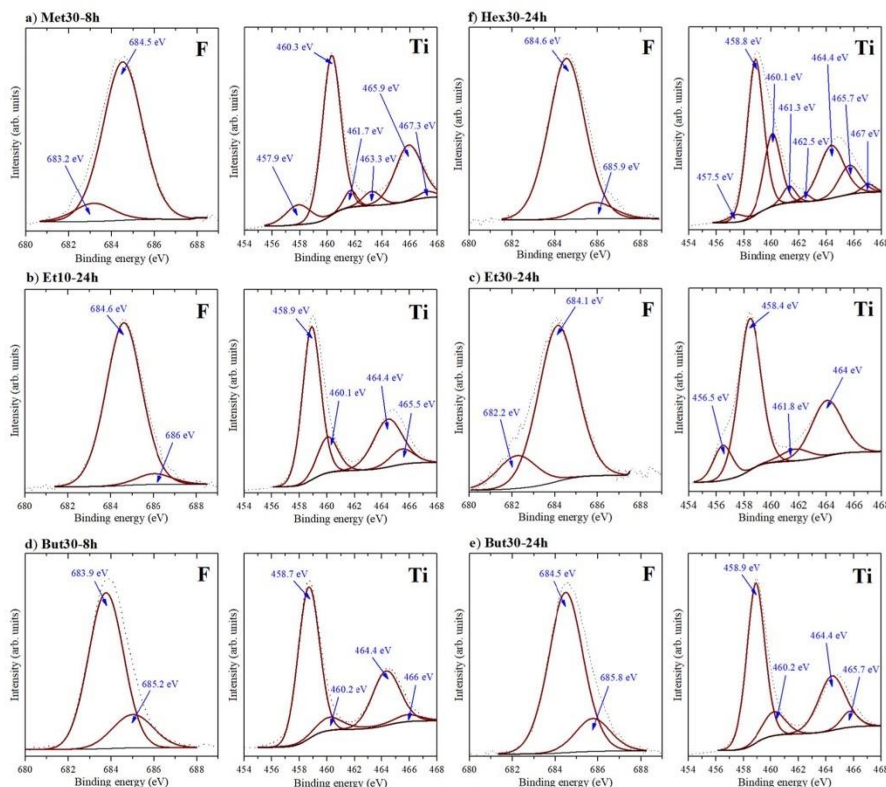 a) Met30-8h
F
684.5 eV
683.2 eV
Intensity (arb. units)
680 682 684 686 688
Binding energy (eV)
Ti
460.3 eV
465.9 eV
461.7 eV
467.3 eV
463.3 eV
457.9 eV
Intensity (arb. units)
454 456 458 460 462 464 466 468
Binding energy (eV)
f) Hex30-24h
F
684.6 eV
685.9 eV
Intensity (arb. units)
680 682 684 686 688
Binding energy (eV)
Ti
458.8 eV
464.4 eV
460.1 eV
465.7 eV
461.3 eV
467 eV
462.5 eV
457.5 eV
Intensity (arb. units)
454 456 458 460 462 464 466 468
Binding energy (eV)
b) Et10-24h
F
684.6 eV
686 eV
Intensity (arb. units)
680 682 684 686 688
Binding energy (eV)
Ti
458.9 eV
464.4 eV
460.1 eV
465.5 eV
Intensity (arb. units)
454 456 458 460 462 464 466 468
Binding energy (eV)
c) Et30-24h
F
684.1 eV
682.2 eV
Intensity (arb. units)
680 682 684 686 688
Binding energy (eV)
Ti
458.4 eV
464 eV
456.5 eV
461.8 eV
Intensity (arb. units)
454 456 458 460 462 464 466 468
Binding energy (eV)
d) But30-8h
F
683.9 eV
685.2 eV
Intensity (arb. units)
680 682 684 686 688
Binding energy (eV)
Ti
458.7 eV
464.4 eV
460.2 eV
466 eV
Intensity (arb. units)
454 456 458 460 462 464 466 468
Binding energy (eV)
e) But30-24h
F
684.5 eV
685.8 eV
Intensity (arb. units)
680 682 684 686 688
Binding energy (eV)
Ti
458.9 eV
464.4 eV
460.2 eV
465.7 eV
Intensity (arb. units)
454 456 458 460 462 464 466 468
Binding energy (eV)